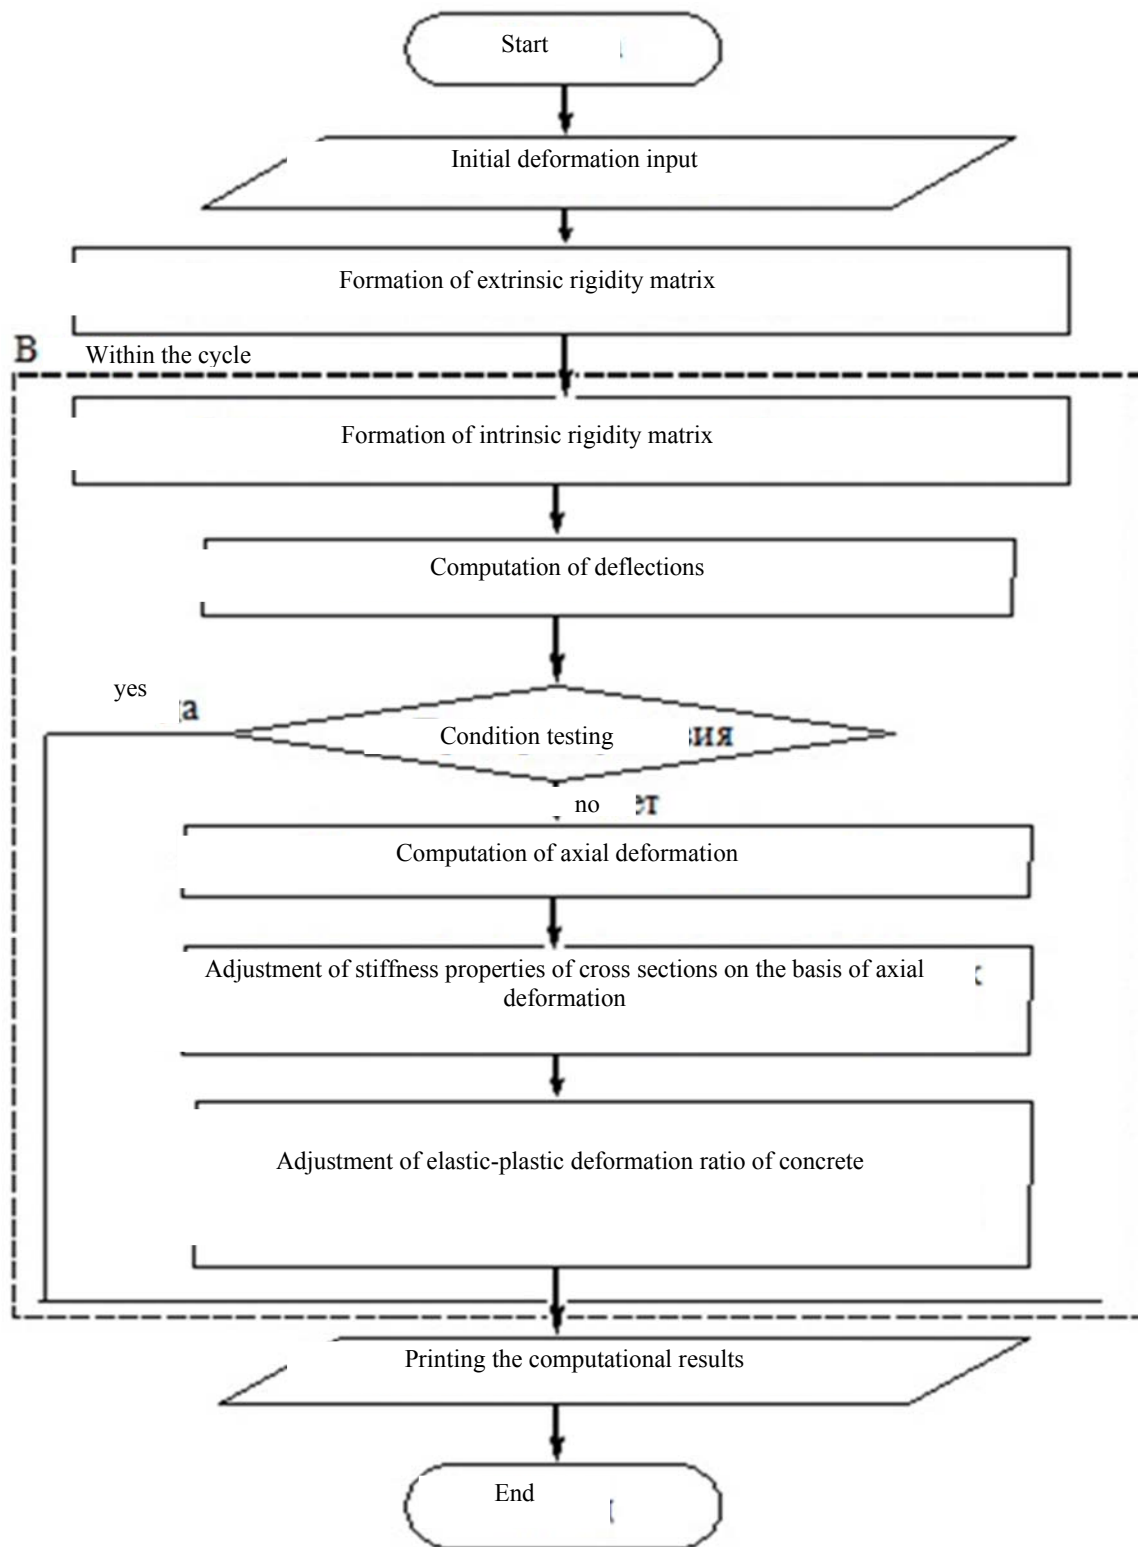 Start
Initial deformation input
Formation of extrinsic rigidity matrix
В
Within the cycle
Formation of intrinsic rigidity matrix
Computation of deflections
yes
Condition testing
no
Computation of axial deformation
Adjustment of stiffness properties of cross sections on the basis of axial
deformation
Adjustment of elastic-plastic deformation ratio of concrete
Printing the computational results
End